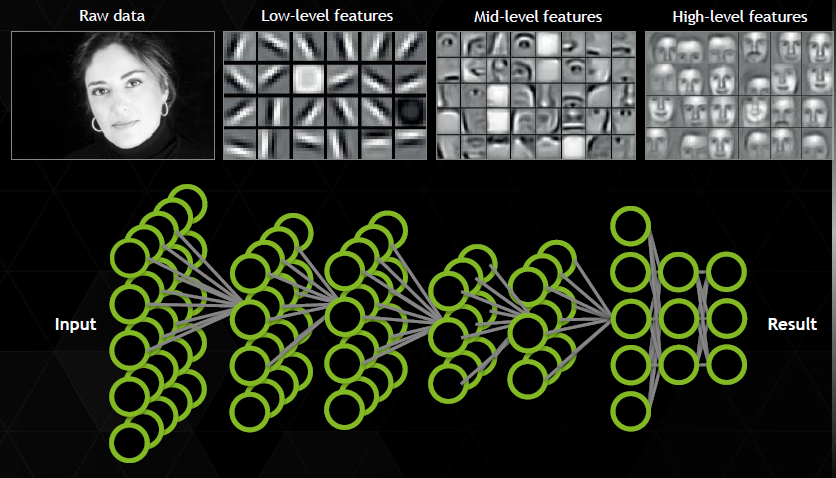 Raw data
Low-level features
Mid-level features
High-level features
Input
Result